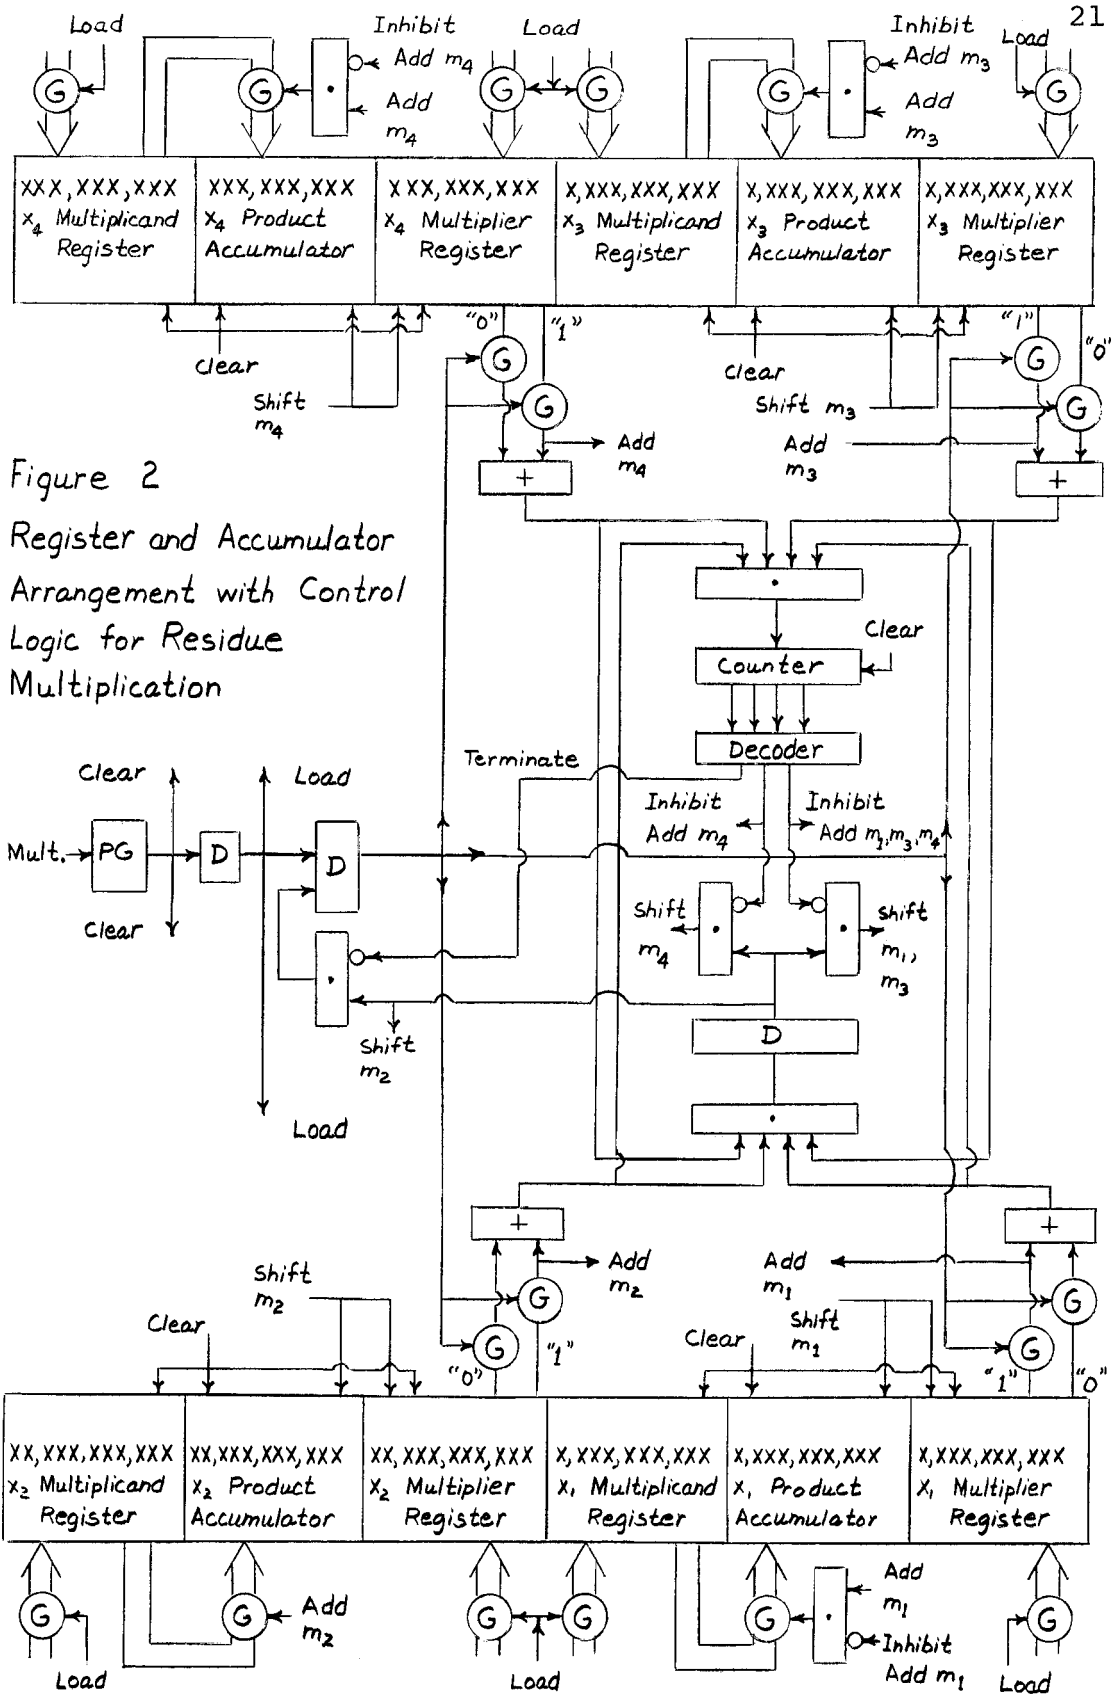 21
Load
Inhibit
Add m4
Add
m4
Load
Inhibit
Add m3
Add
m3
Load
G
G
·
G
G
G
·
G
XXX,XXX,XXX
X4 Multiplicand
Register
XXX,XXX,XXX
X4 Product
Accumulator
XXX,XXX,XXX
X4 Multiplier
Register
X,XXX,XXX,XXX
X3 Multiplicand
Register
X,XXX,XXX,XXX
X3 Product
Accumulator
X,XXX,XXX,XXX
X3 Multiplier
Register
Clear
Shift
m4
"0"
"1"
G
G
Add
m4
+
Clear
Shift m3
Add
m3
"1"
"0"
G
G
+
Figure 2
Register and Accumulator
Arrangement with Control
Logic for Residue
Multiplication
·
Clear
Counter
Decoder
Terminate
Inhibit
Add m4
Inhibit
Add m1,m3,m4
Clear
Load
Mult.
PG
D
D
Clear
·
Shift
m2
Load
Shift
m4
·
·
Shift
m1,
m3
D
·
+
Add
m2
G
G
"0"
"1"
Shift
m2
Clear
+
Add
m1
Shift
m1
Clear
G
G
"1"
"0"
XX,XXX,XXX,XXX
X2 Multiplicand
Register
XX,XXX,XXX,XXX
X2 Product
Accumulator
XX,XXX,XXX,XXX
X2 Multiplier
Register
X,XXX,XXX,XXX
X1 Multiplicand
Register
X,XXX,XXX,XXX
X1 Product
Accumulator
X,XXX,XXX,XXX
X1 Multiplier
Register
G
G
Add
m2
G
G
G
·
Add
m1
Inhibit
Add m1
G
Load
Load
Load